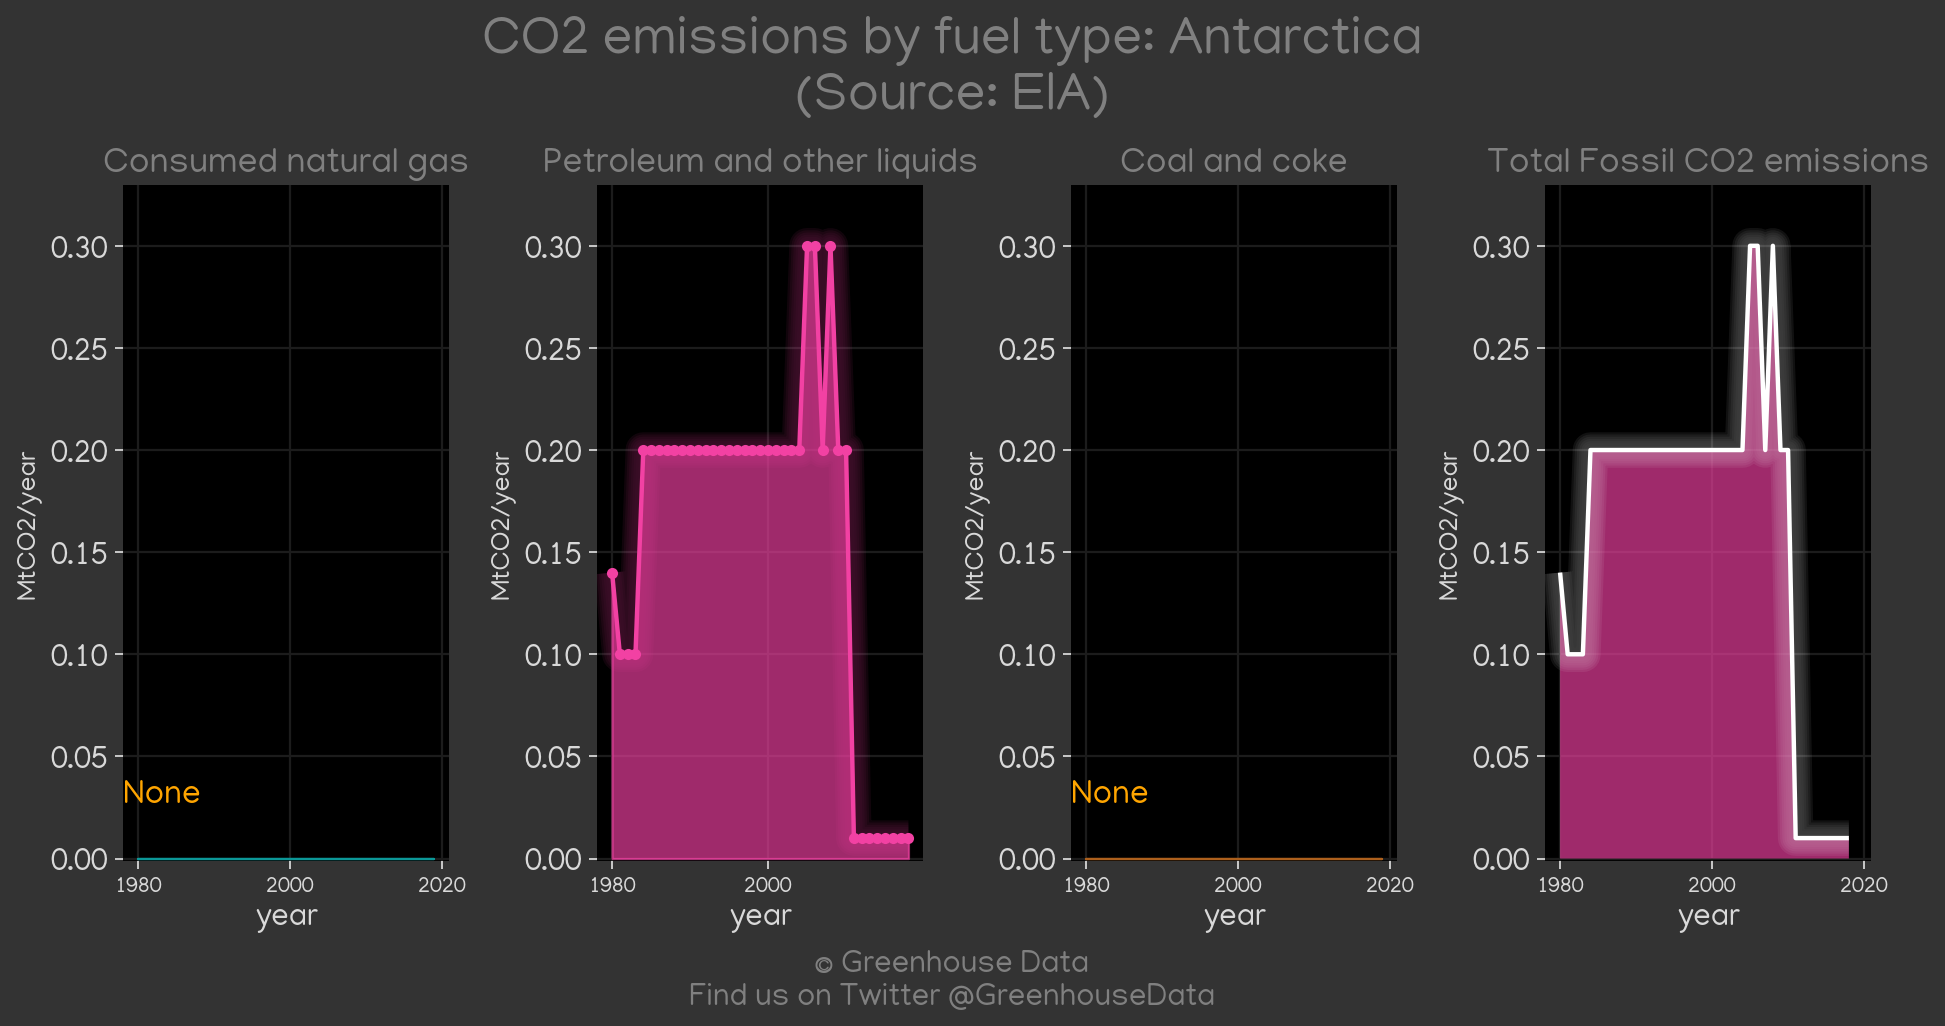 CO2 emissions by fuel type: Antarctica
(Source: EIA)
Consumed natural gas
MtCO2/year
0.30
0.25
0.20
0.15
0.10
0.05
0.00
None
1980 2000 2020
year
Petroleum and other liquids
MtCO2/year
0.30
0.25
0.20
0.15
0.10
0.05
0.00
1980 2000
year
Coal and coke
MtCO2/year
0.30
0.25
0.20
0.15
0.10
0.05
0.00
None
1980 2000 2020
year
Total Fossil CO2 emissions
MtCO2/year
0.30
0.25
0.20
0.15
0.10
0.05
0.00
1980 2000 2020
year
© Greenhouse Data
Find us on Twitter @GreenhouseData